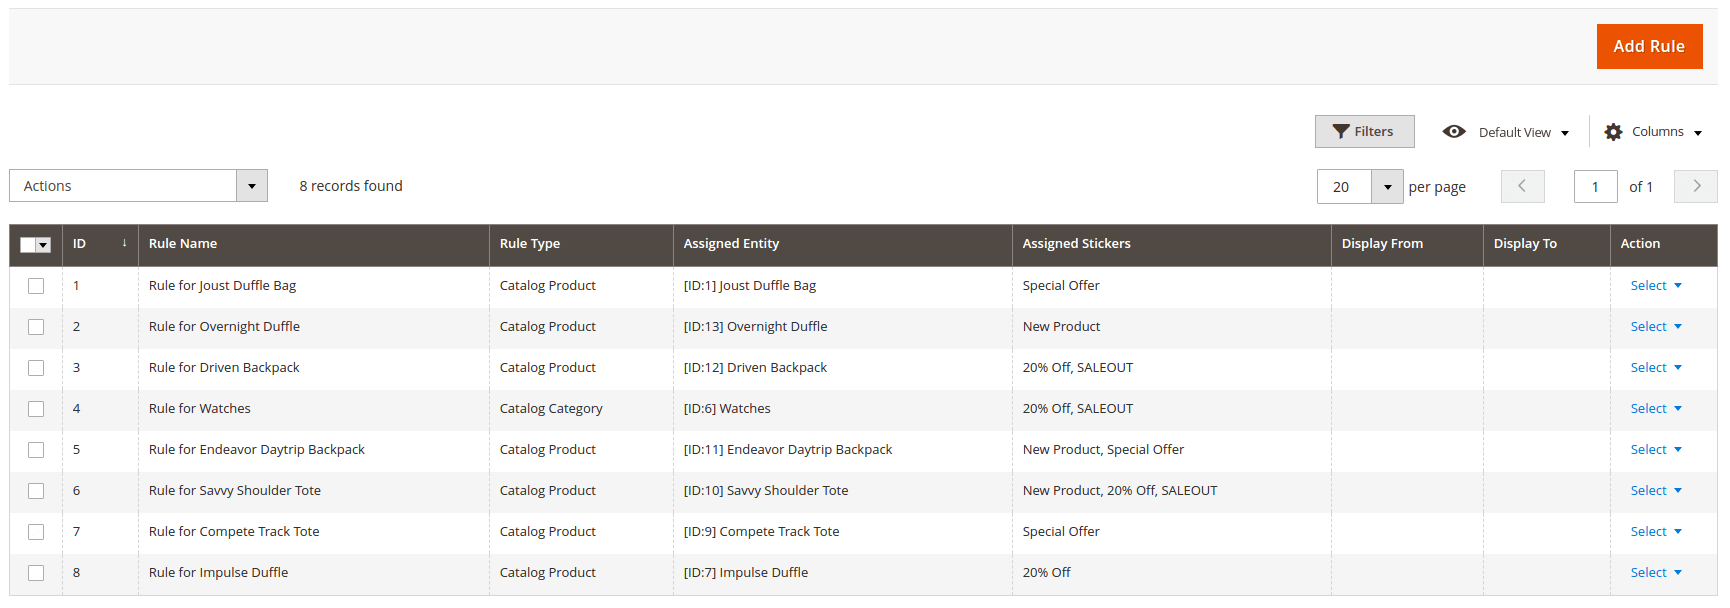 Add Rule
Filters Default View Columns
Actions 8 records found 20 per page 1 of 1
ID ↓ Rule Name Rule Type Assigned Entity Assigned Stickers Display From Display To Action
1 Rule for Joust Duffle Bag Catalog Product [ID:1] Joust Duffle Bag Special Offer Select
2 Rule for Overnight Duffle Catalog Product [ID:13] Overnight Duffle New Product Select
3 Rule for Driven Backpack Catalog Product [ID:12] Driven Backpack 20% Off, SALEOUT Select
4 Rule for Watches Catalog Category [ID:6] Watches 20% Off, SALEOUT Select
5 Rule for Endeavor Daytrip Backpack Catalog Product [ID:11] Endeavor Daytrip Backpack New Product, Special Offer Select
6 Rule for Savvy Shoulder Tote Catalog Product [ID:10] Savvy Shoulder Tote New Product, 20% Off, SALEOUT Select
7 Rule for Compete Track Tote Catalog Product [ID:9] Compete Track Tote Special Offer Select
8 Rule for Impulse Duffle Catalog Product [ID:7] Impulse Duffle 20% Off Select